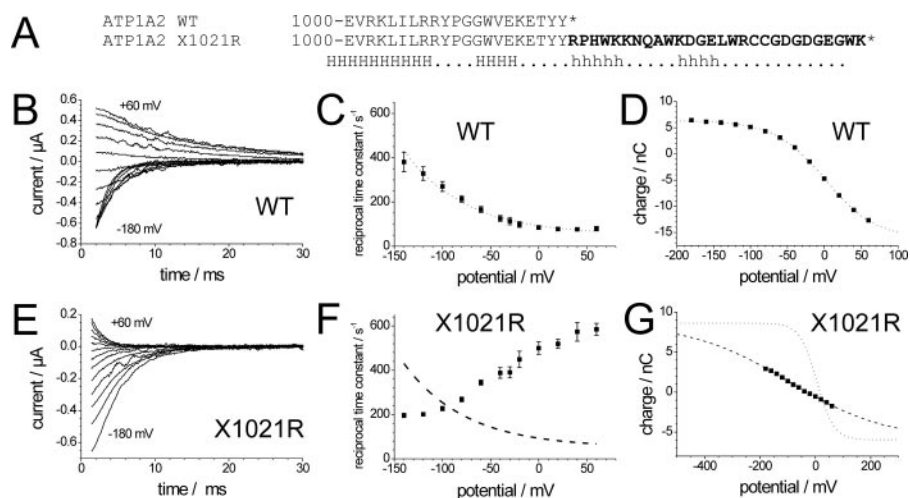 A
ATP1A2 WT 1000-EVRKLILRRYPGGWVEKETYY*
ATP1A2 X1021R 1000-EVRKLILRRYPGGWVEKETYYRPHWKKNQAWKDGELWRCCGDGDGEGWK*
HHHHHHHHHHH....HHHH.....hhhhh.....hhhh............
B
current / µA
0.6
0.4
0.2
0.0
-0.2
-0.4
-0.6
-0.8
+60 mV
-180 mV
WT
0 10 20 30
time / ms
C
reciprocal time constant / s⁻¹
600
400
200
0
WT
-150 -100 -50 0 50
potential / mV
D
charge / nC
10
5
0
-5
-10
-15
WT
-200 -150 -100 -50 0 50 100
potential / mV
E
current / µA
0.2
0.0
-0.2
-0.4
-0.6
+60 mV
-180 mV
X1021R
0 10 20 30
time / ms
F
reciprocal time constant / s⁻¹
600
400
200
0
X1021R
-150 -100 -50 0 50
potential / mV
G
charge / nC
10
5
0
-5
X1021R
-400 -200 0 200
potential / mV